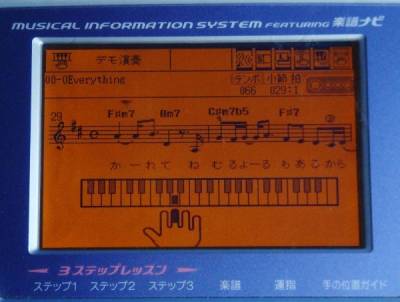 MUSICAL INFORMATION SYSTEM FEATURING 楽譜ナビ
デモ演奏
00-0Everything
テンポ 小節 拍
066 029:1
F♯m7 Bm7 C♯m7b5 F♯7
29
かーれて ねむるよーる もあこから
3ステップレッスン
ステップ1 ステップ2 ステップ3 楽譜 運指 手の位置ガイド